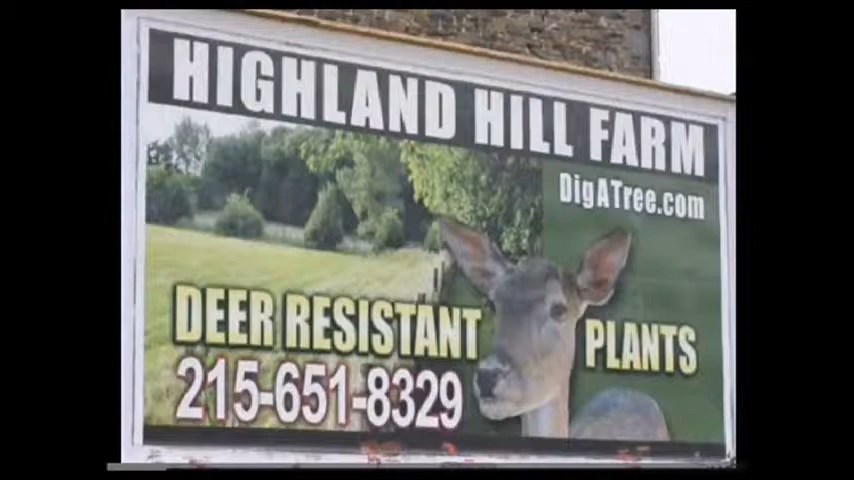 HIGHLAND HILL FARM
DigATree.com
DEER RESISTANT PLANTS
215-651-8329